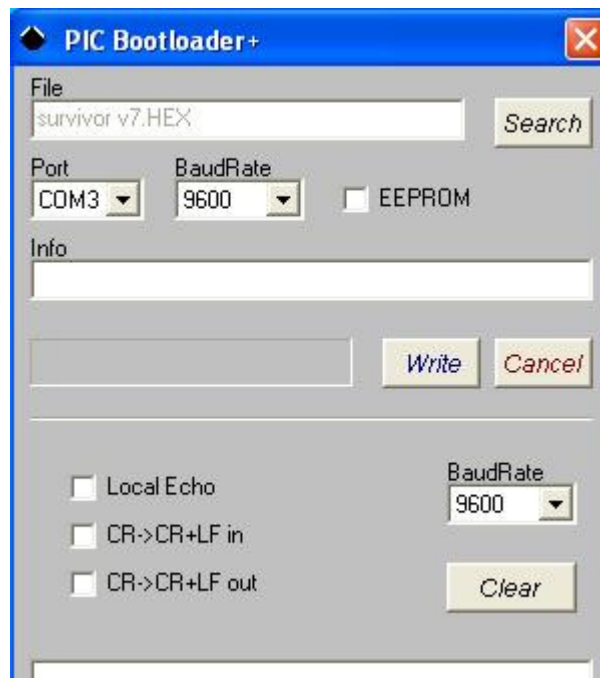 PIC Bootloader+
File
survivor v7.HEX
Search
Port
BaudRate
COM3
9600
EEPROM
Info
Write
Cancel
Local Echo
BaudRate
9600
CR->CR+LF in
CR->CR+LF out
Clear